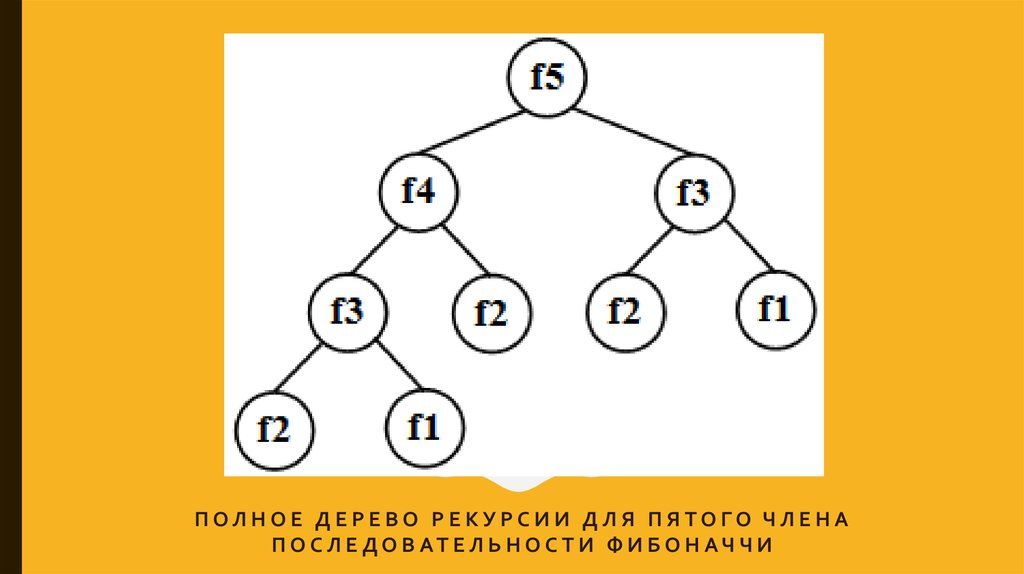 f5
f4 f3
f3 f2 f2 f1
f2 f1
ПОЛНОЕ ДЕРЕВО РЕКУРСИИ ДЛЯ ПЯТОГО ЧЛЕНА
ПОСЛЕДОВАТЕЛЬНОСТИ ФИБОНАЧЧИ